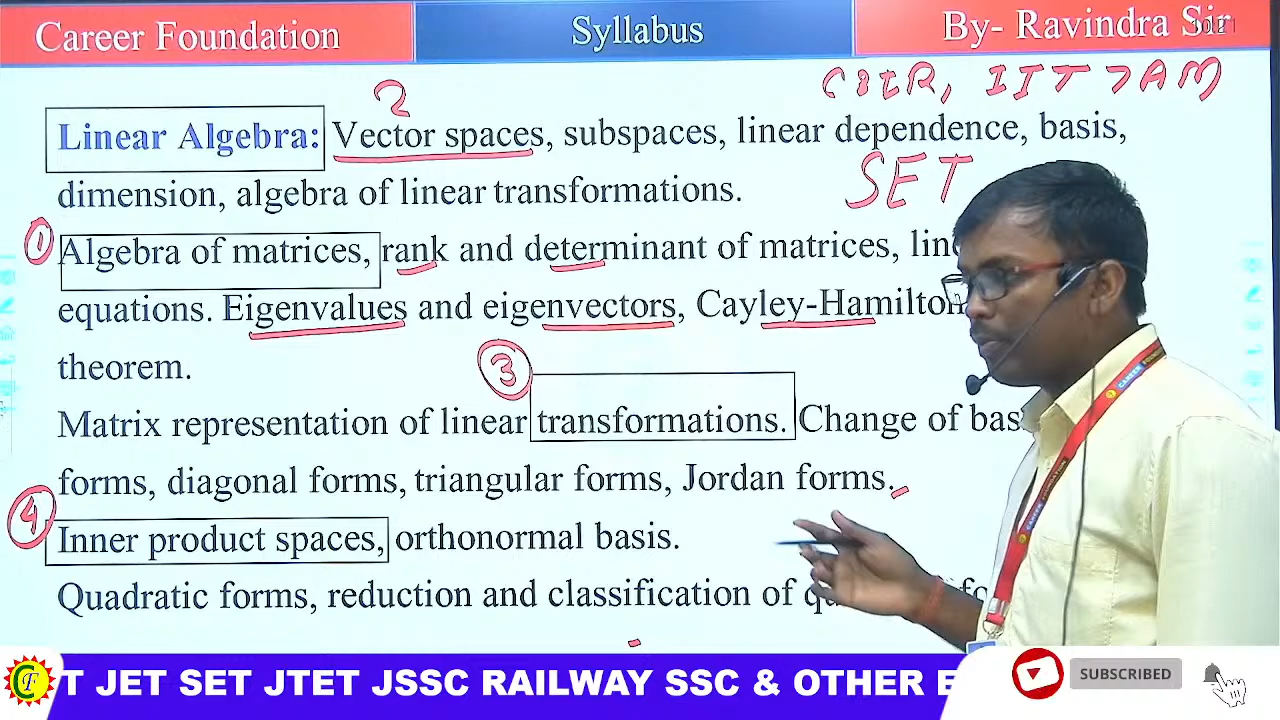 Career Foundation
Syllabus
By- Ravindra Sir
CSIR, IIT JAM
2
Linear Algebra: Vector spaces, subspaces, linear dependence, basis,
SET
dimension, algebra of linear transformations.
1
Algebra of matrices, rank and determinant of matrices,
equations. Eigenvalues and eigenvectors, Cayley-Hamilton
theorem.
3
Matrix representation of linear transformations. Change of
forms, diagonal forms, triangular forms, Jordan forms.
4
Inner product spaces, orthonormal basis.
Quadratic forms, reduction and classification of
T JET SET JTET JSSC RAILWAY SSC & OTHER E
SUBSCRIBED
CAREER FOUNDATION
CF